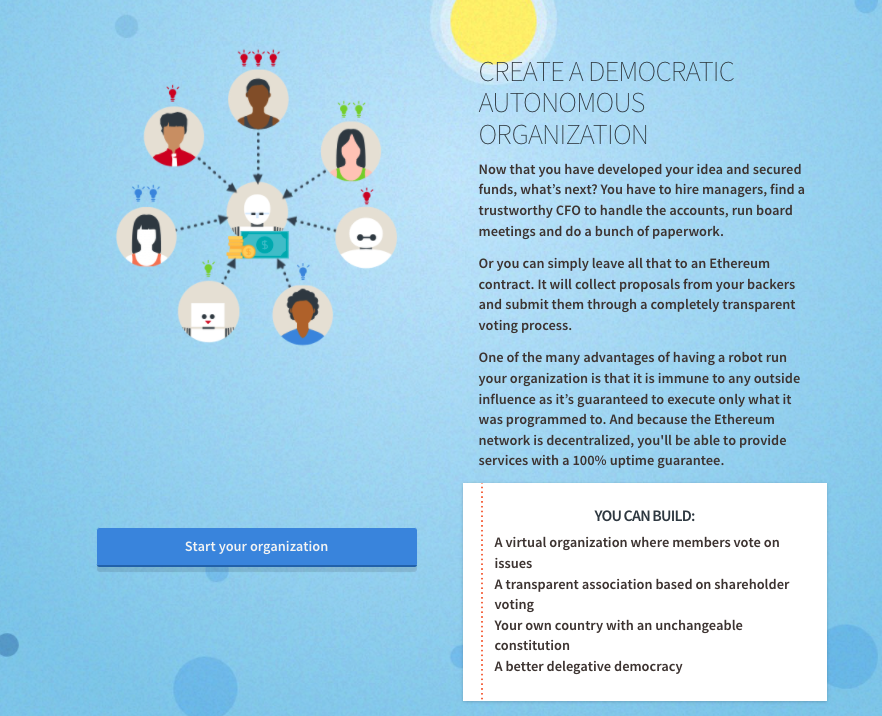 CREATE A DEMOCRATIC
AUTONOMOUS
ORGANIZATION
Now that you have developed your idea and secured
funds, what's next? You have to hire managers, find a
trustworthy CFO to handle the accounts, run board
meetings and do a bunch of paperwork.
Or you can simply leave all that to an Ethereum
contract. It will collect proposals from your backers
and submit them through a completely transparent
voting process.
One of the many advantages of having a robot run
your organization is that it is immune to any outside
influence as it's guaranteed to execute only what it
was programmed to. And because the Ethereum
network is decentralized, you'll be able to provide
services with a 100% uptime guarantee.
Start your organization
YOU CAN BUILD:
A virtual organization where members vote on
issues
A transparent association based on shareholder
voting
Your own country with an unchangeable
constitution
A better delegative democracy